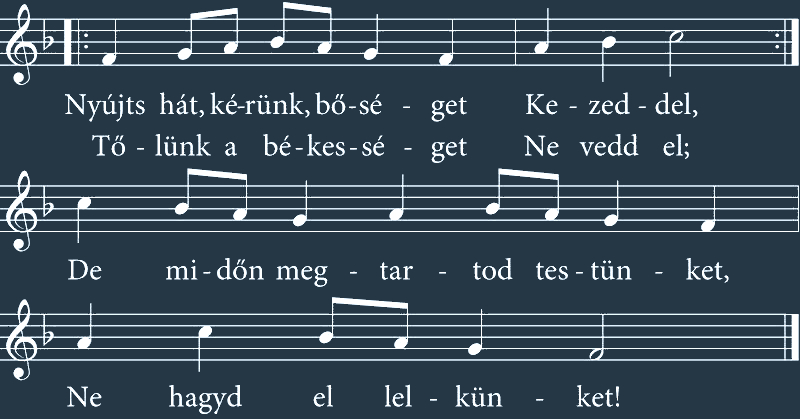 Nyújts hát, ké-rünk, bő-sé - get Ke - zed - del,
Tő - lünk a bé-kes-sé - get Ne vedd el;
De mi-dőn meg - tar - tod tes-tün - ket,
Ne hagyd el lel - kün - ket!